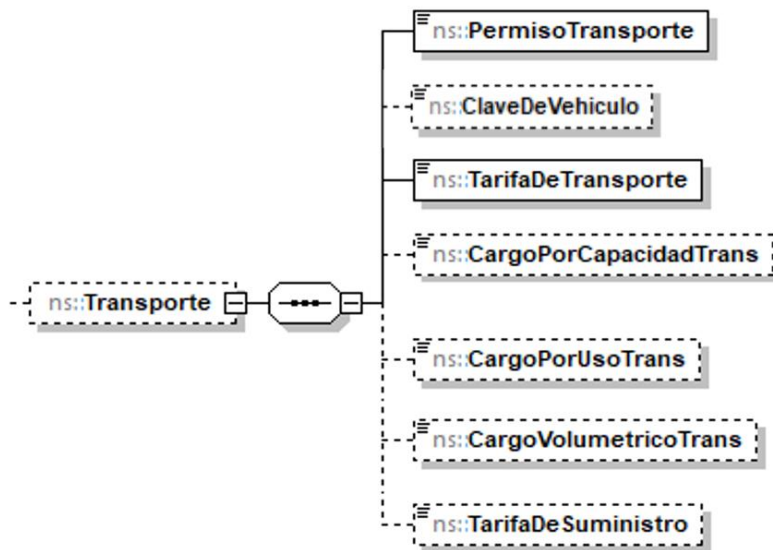 ns::PermisoTransporte
ns::ClaveDeVehiculo
ns::TarifaDeTransporte
ns::CargoPorCapacidadTrans
ns::Transporte
ns::CargoPorUsoTrans
ns::CargoVolumetricoTrans
ns::TarifaDeSuministro